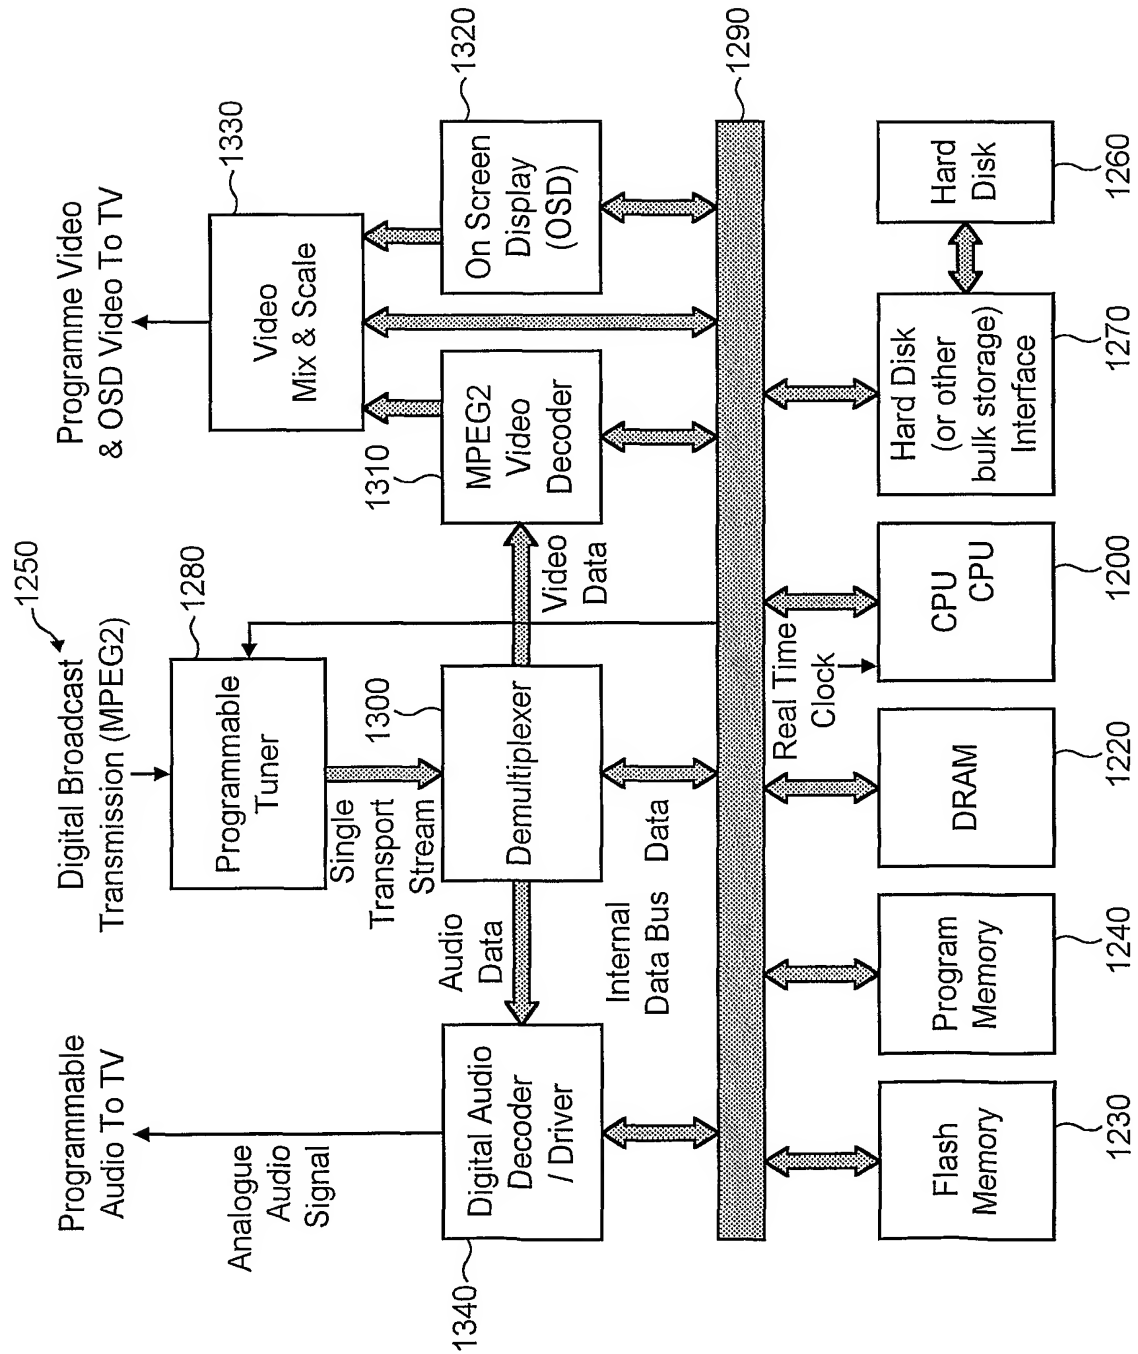 Programmable
Audio To TV
Analogue
Audio
Signal
1340
Digital Audio
Decoder
/ Driver
Audio
Data
Digital Broadcast
Transmission (MPEG2)
1250
Programmable
Tuner
1280
Single
Transport
Stream
Demultiplexer
1300
Video
Data
MPEG2
Video
Decoder
1310
Programme Video
& OSD Video To TV
Video
Mix & Scale
1330
On Screen
Display
(OSD)
1320
Internal
Data Bus
Data
1290
Flash
Memory
1230
Program
Memory
1240
DRAM
1220
Real Time
Clock
CPU
CPU
1200
Hard Disk
(or other
bulk storage)
Interface
1270
Hard
Disk
1260